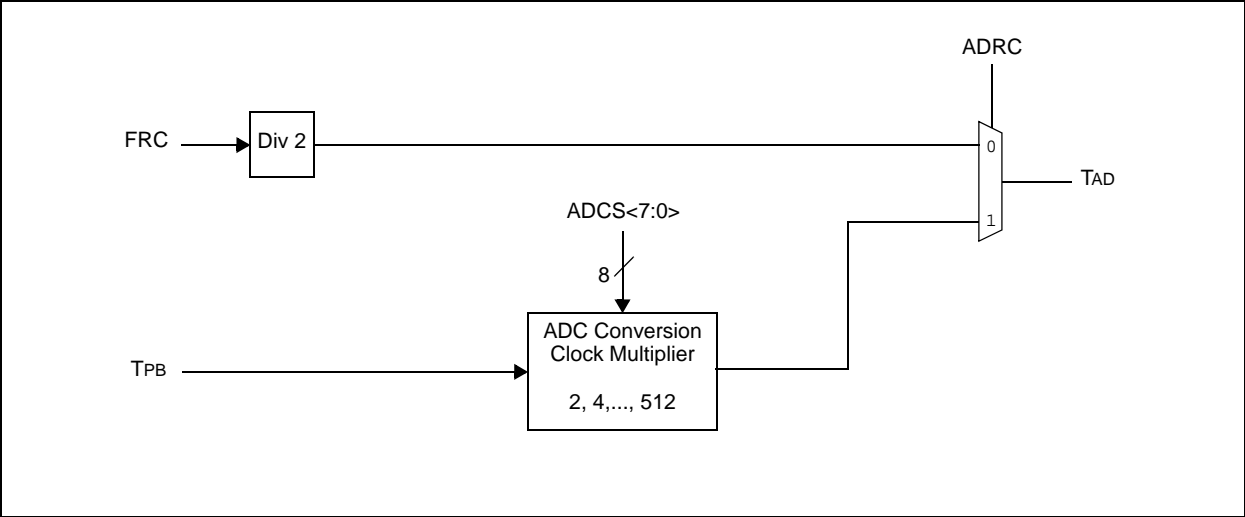 ADRC
FRC
Div 2
0
TAD
ADCS<7:0>
1
8
ADC Conversion
Clock Multiplier
TPB
2, 4,..., 512